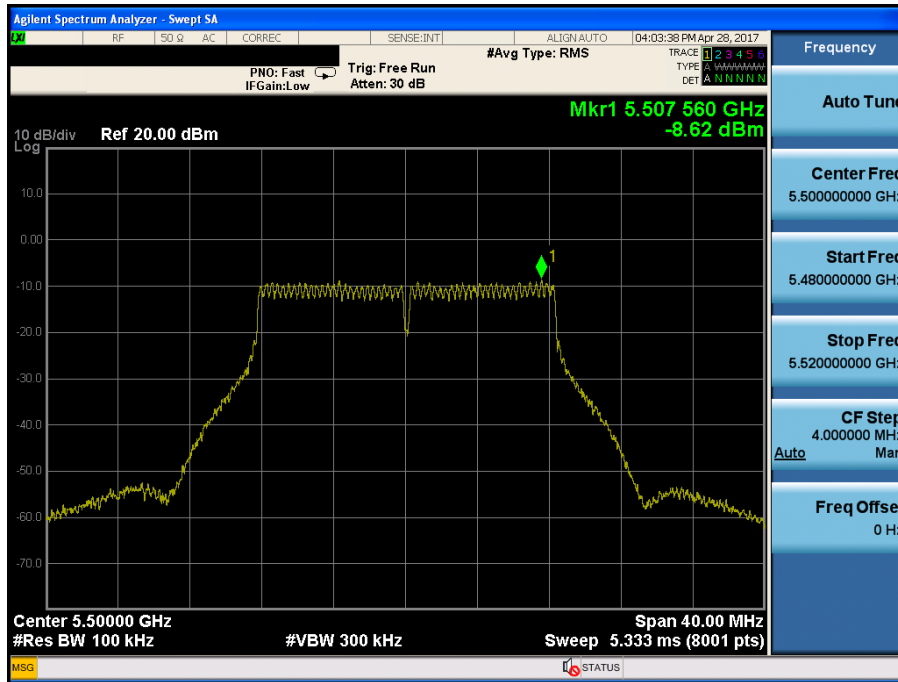 Agilent Spectrum Analyzer - Swept SA
LXI RF 50 Ω AC CORREC SENSE:INT ALIGN AUTO 04:03:38 PM Apr 28, 2017
Frequency
#Avg Type: RMS
TRACE 1 2 3 4 5 6
TYPE A WWWWW
DET A N N N N N
PNO: Fast
IFGain:Low
Trig: Free Run
Atten: 30 dB
Auto Tune
Mkr1 5.507 560 GHz
-8.62 dBm
10 dB/div Ref 20.00 dBm
Log
10.0
0.00
-10.0
-20.0
-30.0
-40.0
-50.0
-60.0
-70.0
1
Center Freq
5.500000000 GHz
Start Freq
5.480000000 GHz
Stop Freq
5.520000000 GHz
CF Step
4.000000 MHz
Auto Man
Freq Offset
0 Hz
Center 5.50000 GHz
Span 40.00 MHz
#Res BW 100 kHz
#VBW 300 kHz
Sweep 5.333 ms (8001 pts)
MSG
STATUS